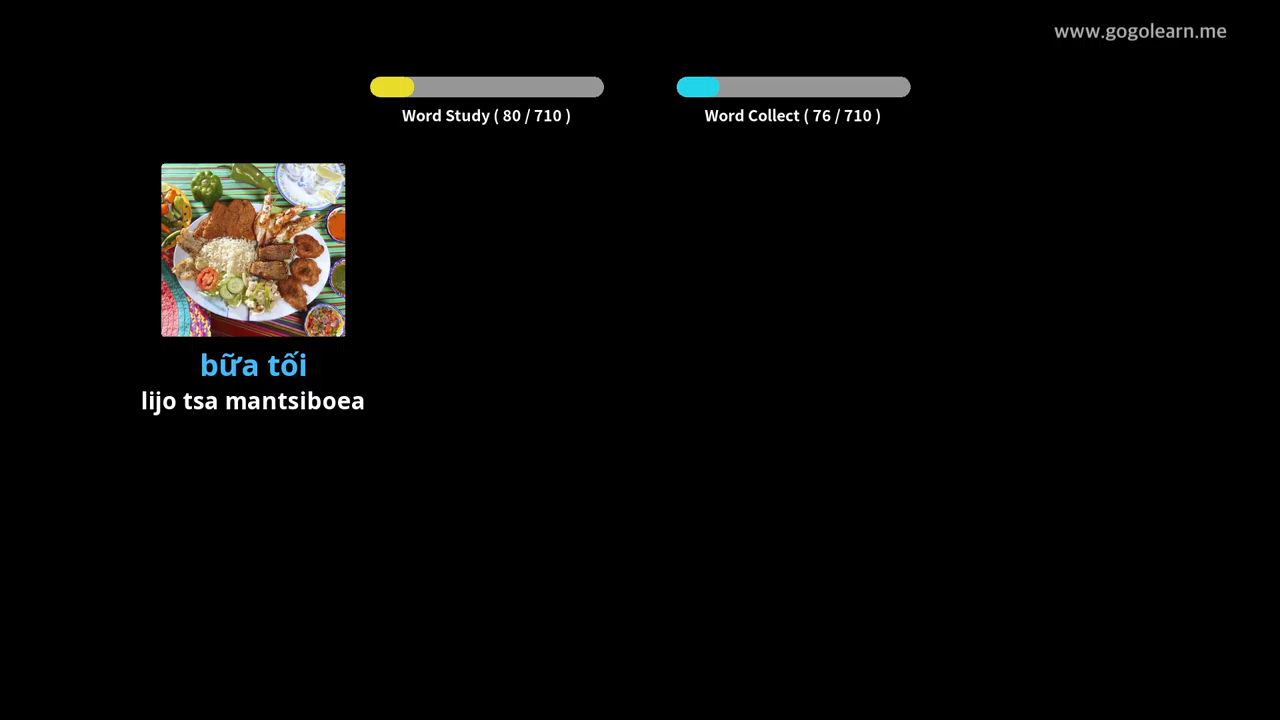 www.gogolearn.me
Word Study ( 80 / 710 )
Word Collect ( 76 / 710 )
bữa tối
lijo tsa mantsiboea